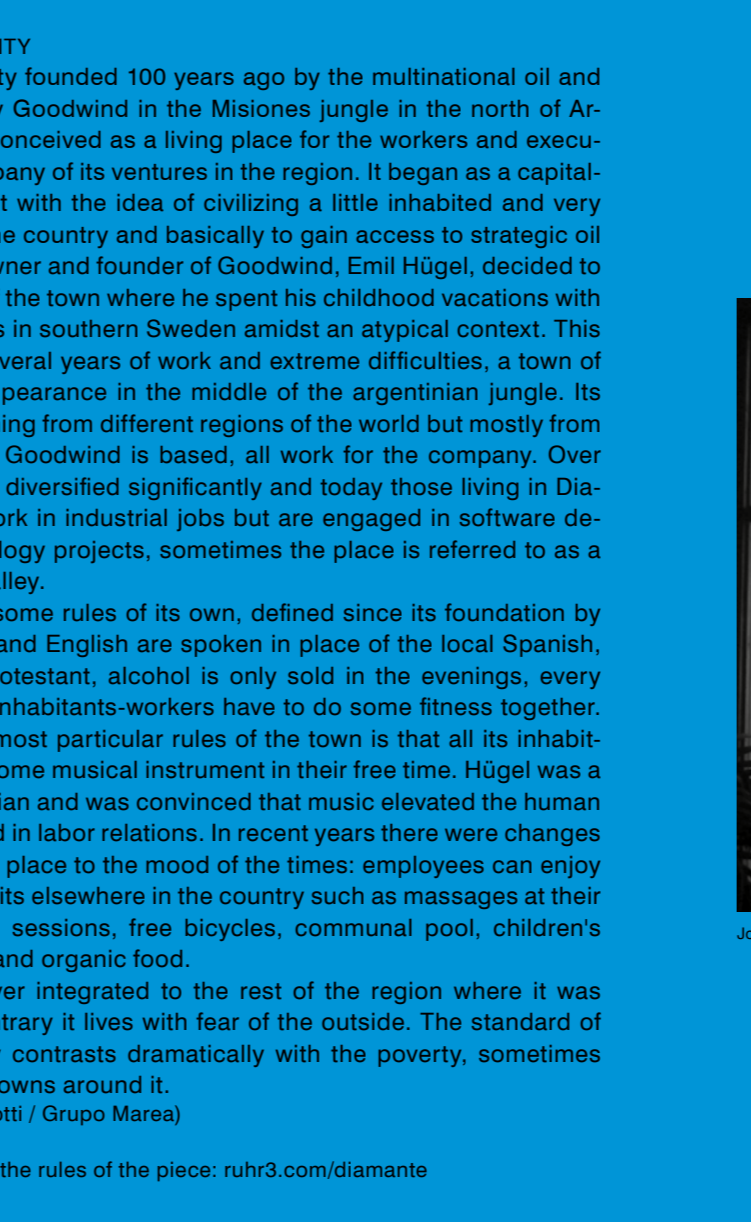 ITY
ty founded 100 years ago by the multinational oil and
y Goodwind in the Misiones jungle in the north of Ar-
onceived as a living place for the workers and execu-
pany of its ventures in the region. It began as a capital-
t with the idea of civilizing a little inhabited and very
ne country and basically to gain access to strategic oil
wner and founder of Goodwind, Emil Hügel, decided to
the town where he spent his childhood vacations with
s in southern Sweden amidst an atypical context. This
veral years of work and extreme difficulties, a town of
pearance in the middle of the argentinian jungle. Its
ing from different regions of the world but mostly from
Goodwind is based, all work for the company. Over
diversified significantly and today those living in Dia-
ork in industrial jobs but are engaged in software de-
logy projects, sometimes the place is referred to as a
lley.
some rules of its own, defined since its foundation by
and English are spoken in place of the local Spanish,
otestant, alcohol is only sold in the evenings, every
nhabitants-workers have to do some fitness together.
most particular rules of the town is that all its inhabit-
ome musical instrument in their free time. Hügel was a
ian and was convinced that music elevated the human
d in labor relations. In recent years there were changes
place to the mood of the times: employees can enjoy
its elsewhere in the country such as massages at their
sessions, free bicycles, communal pool, children's
and organic food.
ver integrated to the rest of the region where it was
trary it lives with fear of the outside. The standard of
y contrasts dramatically with the poverty, sometimes
owns around it.
otti / Grupo Marea)
the rules of the piece: ruhr3.com/diamante
Jo